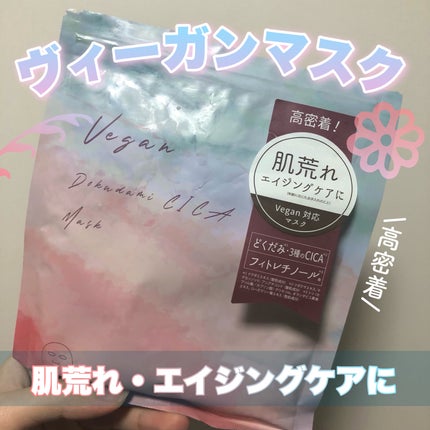 ヴィーガンマスク
Vegan
Dokudami CICA
Mask
高密着！
肌荒れ
エイジングケアに
Vegan 対応
マスク
どくだみ・3種のCICA
フィトレチノール
\高密着/
肌荒れ・エイジングケアに